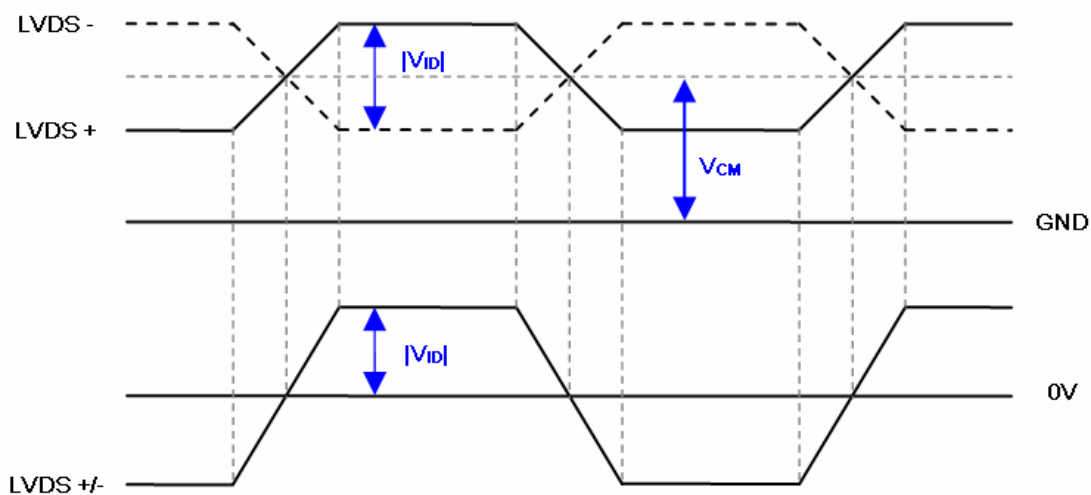 LVDS -
|VID|
LVDS +
VCM
GND
|VID|
0V
LVDS +/-